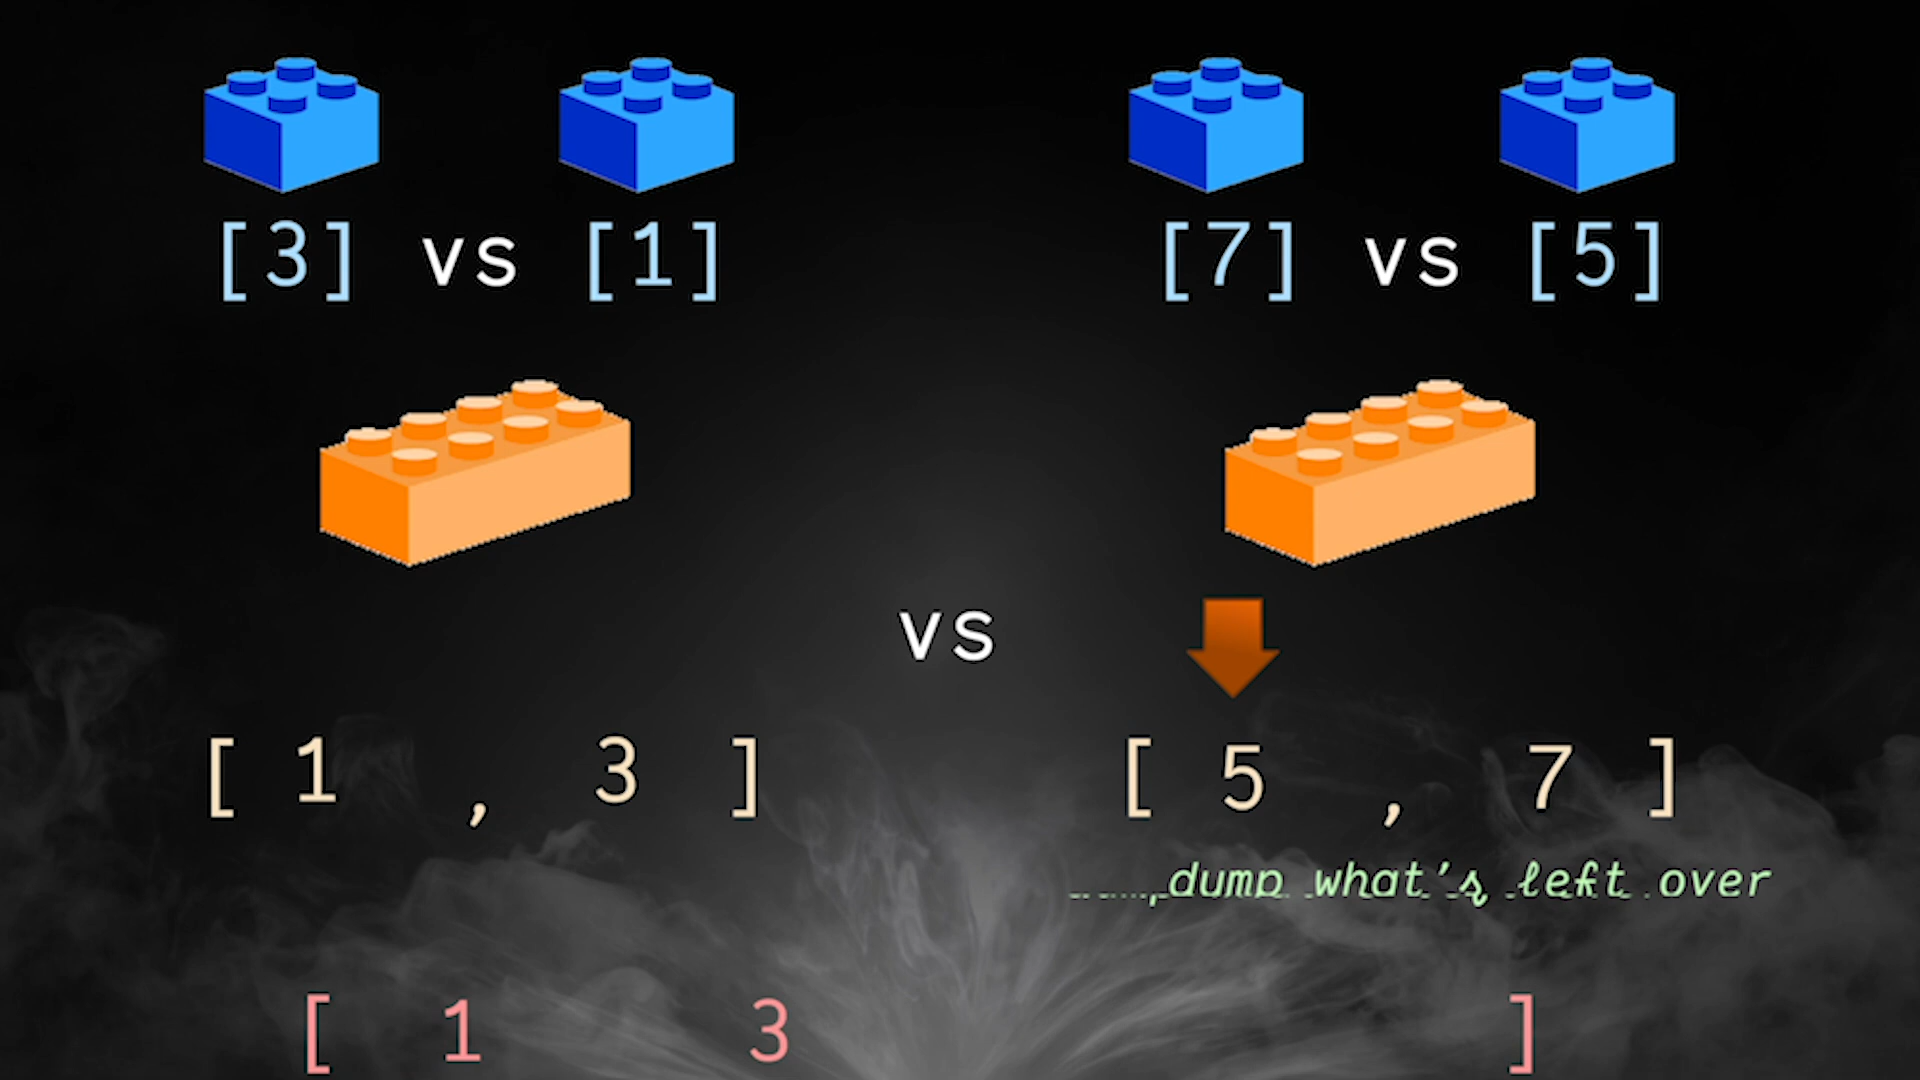 [3] vs [1] [7] vs [5]
vs
[ 1 , 3 ] [ 5 , 7 ]
dump what's left over
[ 1 3 ]